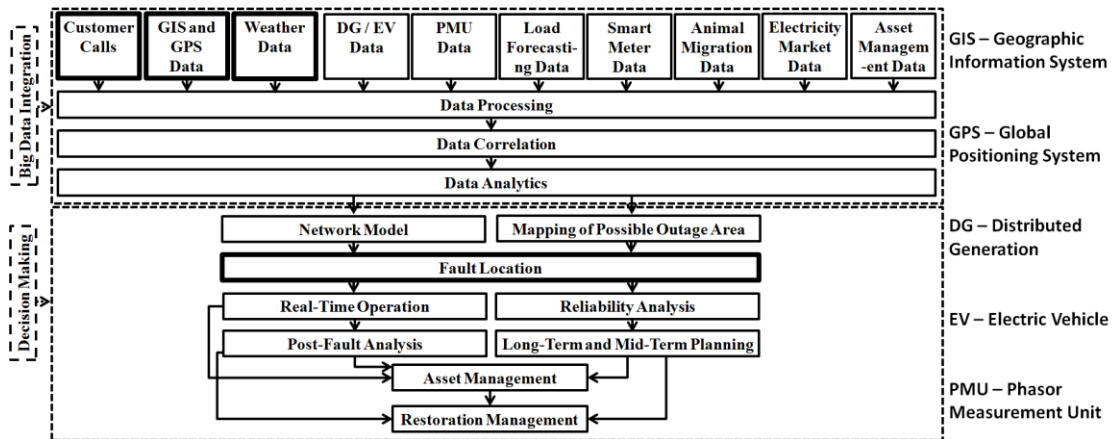 Big Data Integration
Customer
Calls
GIS and
GPS
Data
Weather
Data
DG / EV
Data
PMU
Data
Load
Forecasti-
ng Data
Smart
Meter
Data
Animal
Migration
Data
Electricity
Market
Data
Asset
Managem
-ent Data
Data Processing
Data Correlation
Data Analytics
Decision Making
Network Model
Mapping of Possible Outage Area
Fault Location
Real-Time Operation
Reliability Analysis
Post-Fault Analysis
Long-Term and Mid-Term Planning
Asset Management
Restoration Management
GIS – Geographic
Information System
GPS – Global
Positioning System
DG – Distributed
Generation
EV – Electric Vehicle
PMU – Phasor
Measurement Unit